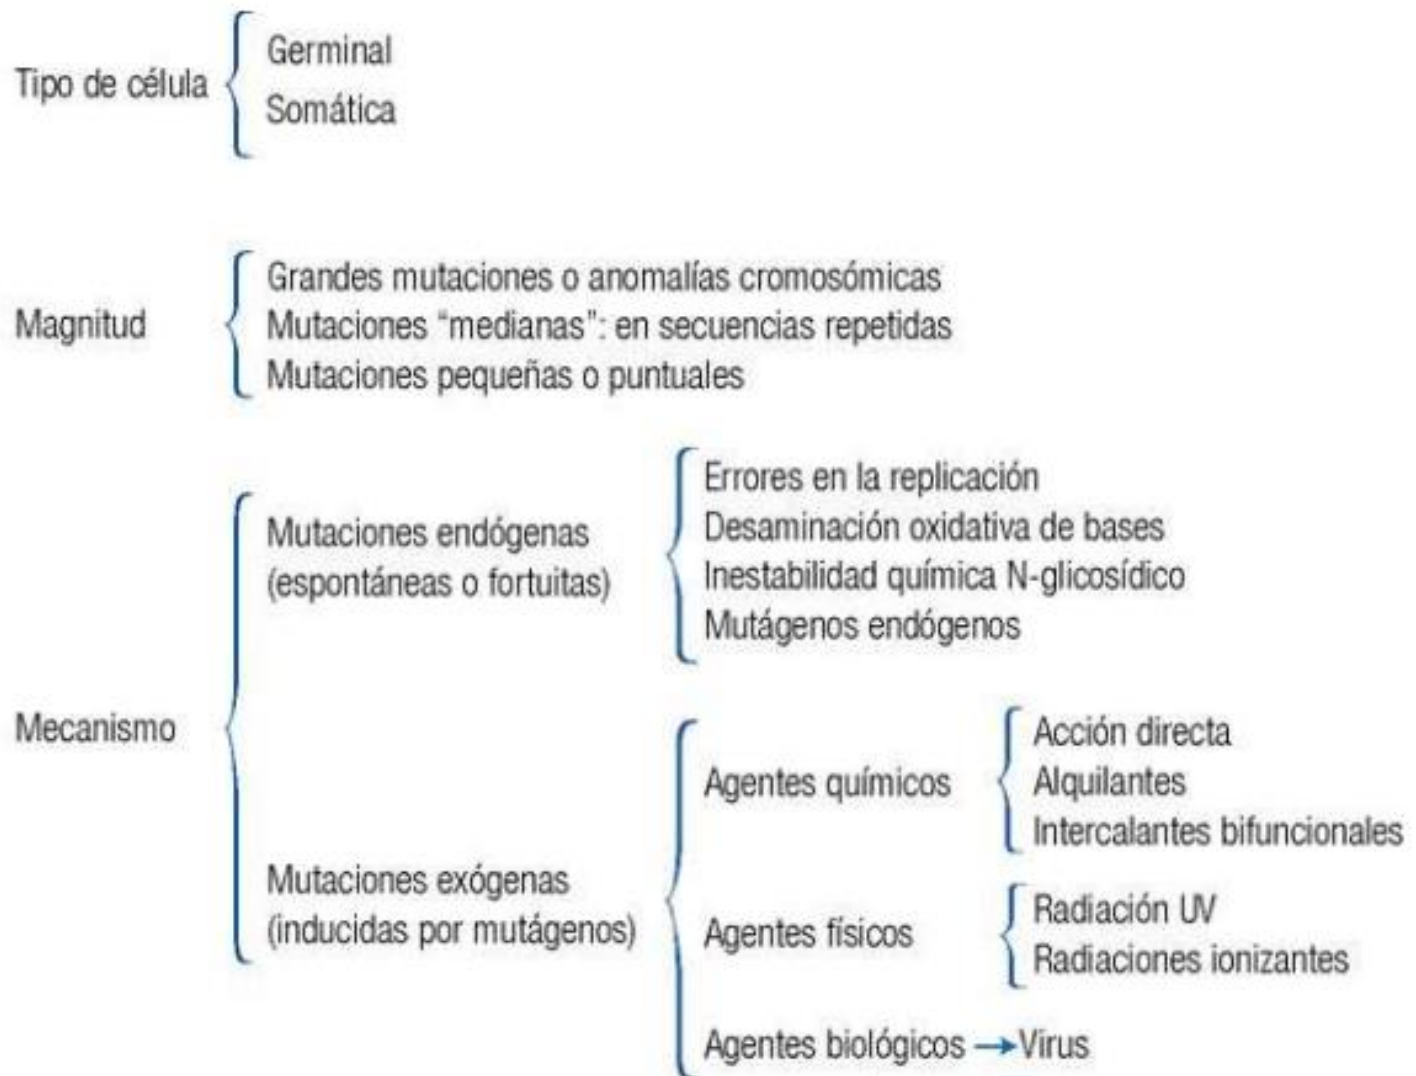 Tipo de célula
Germinal
Somática
Magnitud
Grandes mutaciones o anomalías cromosómicas
Mutaciones “medianas”: en secuencias repetidas
Mutaciones pequeñas o puntuales
Mecanismo
Mutaciones endógenas
(espontáneas o fortuitas)
Errores en la replicación
Desaminación oxidativa de bases
Inestabilidad química N-glicosídico
Mutágenos endógenos
Mutaciones exógenas
(inducidas por mutágenos)
Agentes químicos
Acción directa
Alquilantes
Intercalantes bifuncionales
Agentes físicos
Radiación UV
Radiaciones ionizantes
Agentes biológicos → Virus